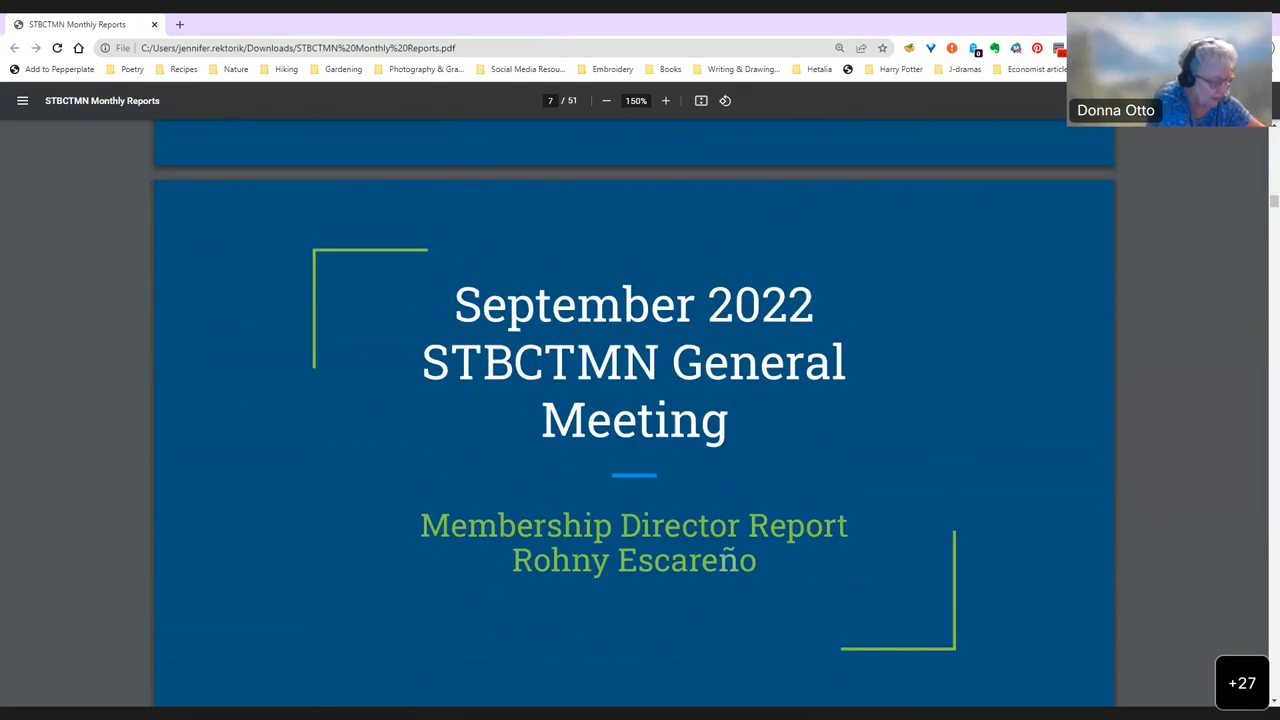 STBCTMN Monthly Reports
File
C:/Users/jennifer.rektorik/Downloads/STBCTMN%20Monthly%20Reports.pdf
Add to Pepperplate
Poetry
Recipes
Nature
Hiking
Gardening
Photography & Gra...
Social Media Resou...
Embroidery
Books
Writing & Drawing...
Hetalia
Harry Potter
J-dramas
Economist article
STBCTMN Monthly Reports
7 / 51
150%
Donna Otto
September 2022
STBCTMN General
Meeting
Membership Director Report
Rohny Escareño
+27